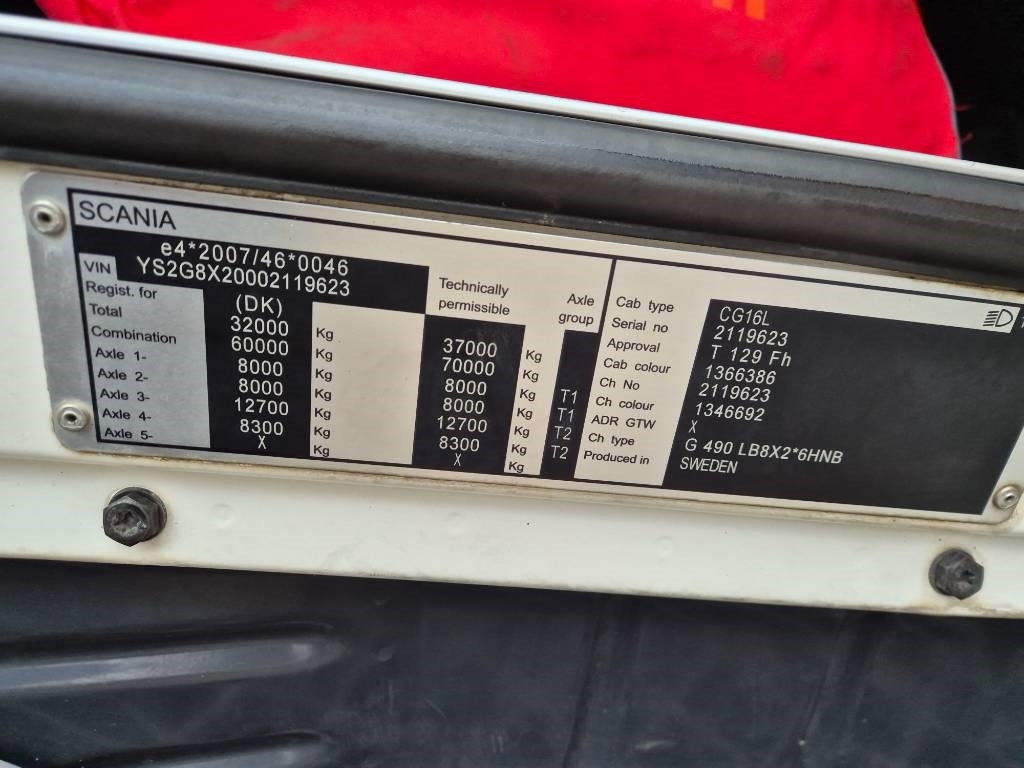 SCANIA
e4*2007/46*0046
VIN YS2G8X20002119623
Regist. for (DK) Technically permissible Axle group
Total 32000 Kg 37000 Kg
Combination 60000 Kg 70000 Kg
Axle 1- 8000 Kg 8000 Kg T1
Axle 2- 8000 Kg 8000 Kg T1
Axle 3- 12700 Kg 12700 Kg T2
Axle 4- 8300 Kg 8300 Kg T2
Axle 5- X Kg X Kg
Cab type CG16L
Serial no 2119623
Approval T 129 Fh
Cab colour 1366386
Ch No 2119623
Ch colour 1346692
ADR GTW X
Ch type G 490 LB8X2*6HNB
Produced in SWEDEN